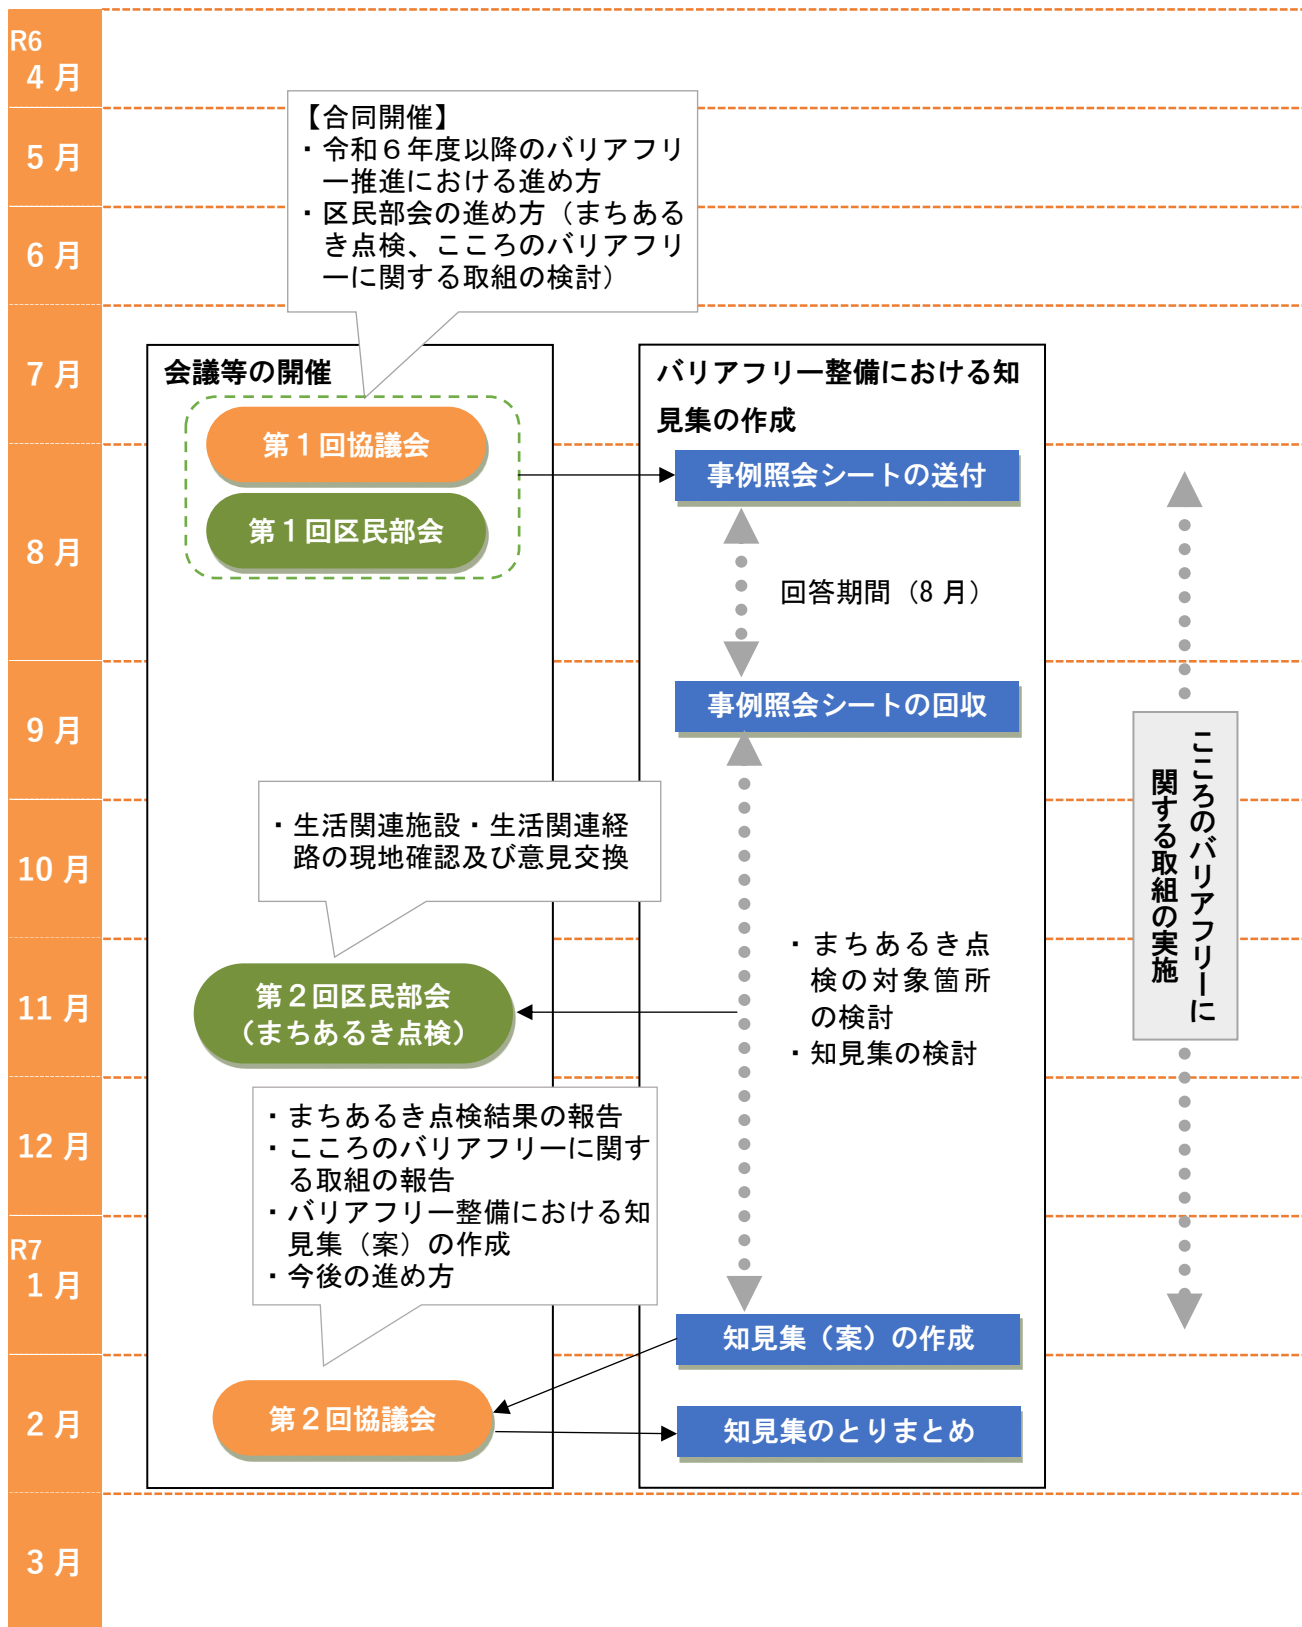 R6
4 月
5 月
6 月
7 月
8 月
9 月
10 月
11 月
12 月
R7
1 月
2 月
3 月
【合同開催】
・令和６年度以降のバリアフリ
ー推進における進め方
・区民部会の進め方（まちある
き点検、こころのバリアフリ
ーに関する取組の検討）
会議等の開催
第１回協議会
第１回区民部会
・生活関連施設・生活関連経
路の現地確認及び意見交換
第２回区民部会
（まちあるき点検）
・まちあるき点検結果の報告
・こころのバリアフリーに関す
る取組の報告
・バリアフリー整備における知
見集（案）の作成
・今後の進め方
第２回協議会
バリアフリー整備における知
見集の作成
事例照会シートの送付
回答期間（8 月）
事例照会シートの回収
・まちあるき点
検の対象箇所
の検討
・知見集の検討
知見集（案）の作成
知見集のとりまとめ
こころのバリアフリーに
関する取組の実施